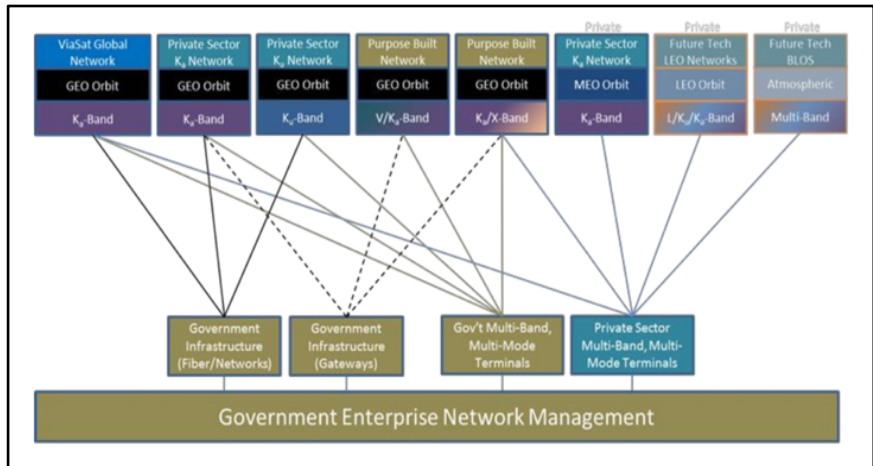 Private
Private
Private
ViaSat Global
Network
GEO Orbit
Kₐ-Band
Private Sector
Kₐ Network
GEO Orbit
Kₐ-Band
Private Sector
Kᵤ Network
GEO Orbit
Kᵤ-Band
Purpose Built
Network
GEO Orbit
V/Kₐ-Band
Purpose Built
Network
GEO Orbit
Kₐ/X-Band
Private Sector
Kₐ Network
MEO Orbit
Kₐ-Band
Future Tech
LEO Networks
LEO Orbit
L/Kᵤ/Kₐ-Band
Future Tech
BLOS
Atmospheric
Multi-Band
Government
Infrastructure
(Fiber/Networks)
Government
Infrastructure
(Gateways)
Gov't Multi-Band,
Multi-Mode
Terminals
Private Sector
Multi-Band, Multi-
Mode Terminals
Government Enterprise Network Management